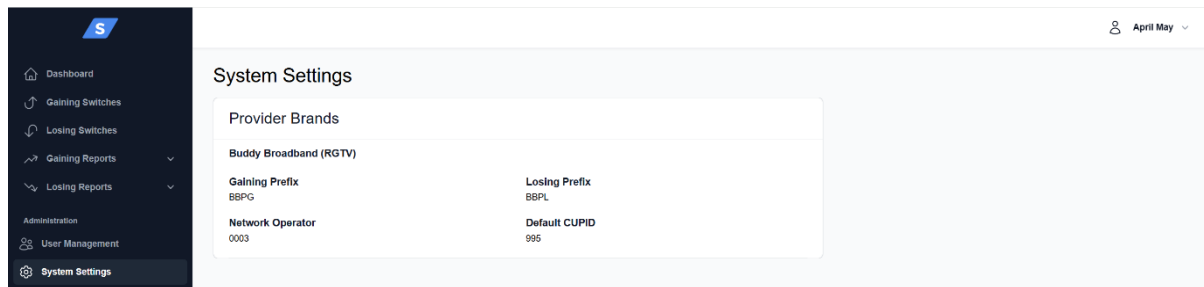 S
April May
Dashboard
Gaining Switches
Losing Switches
Gaining Reports
Losing Reports
Administration
User Management
System Settings
System Settings
Provider Brands
Buddy Broadband (RGTV)
Gaining Prefix
BBPG
Losing Prefix
BBPL
Network Operator
0003
Default CUPID
995